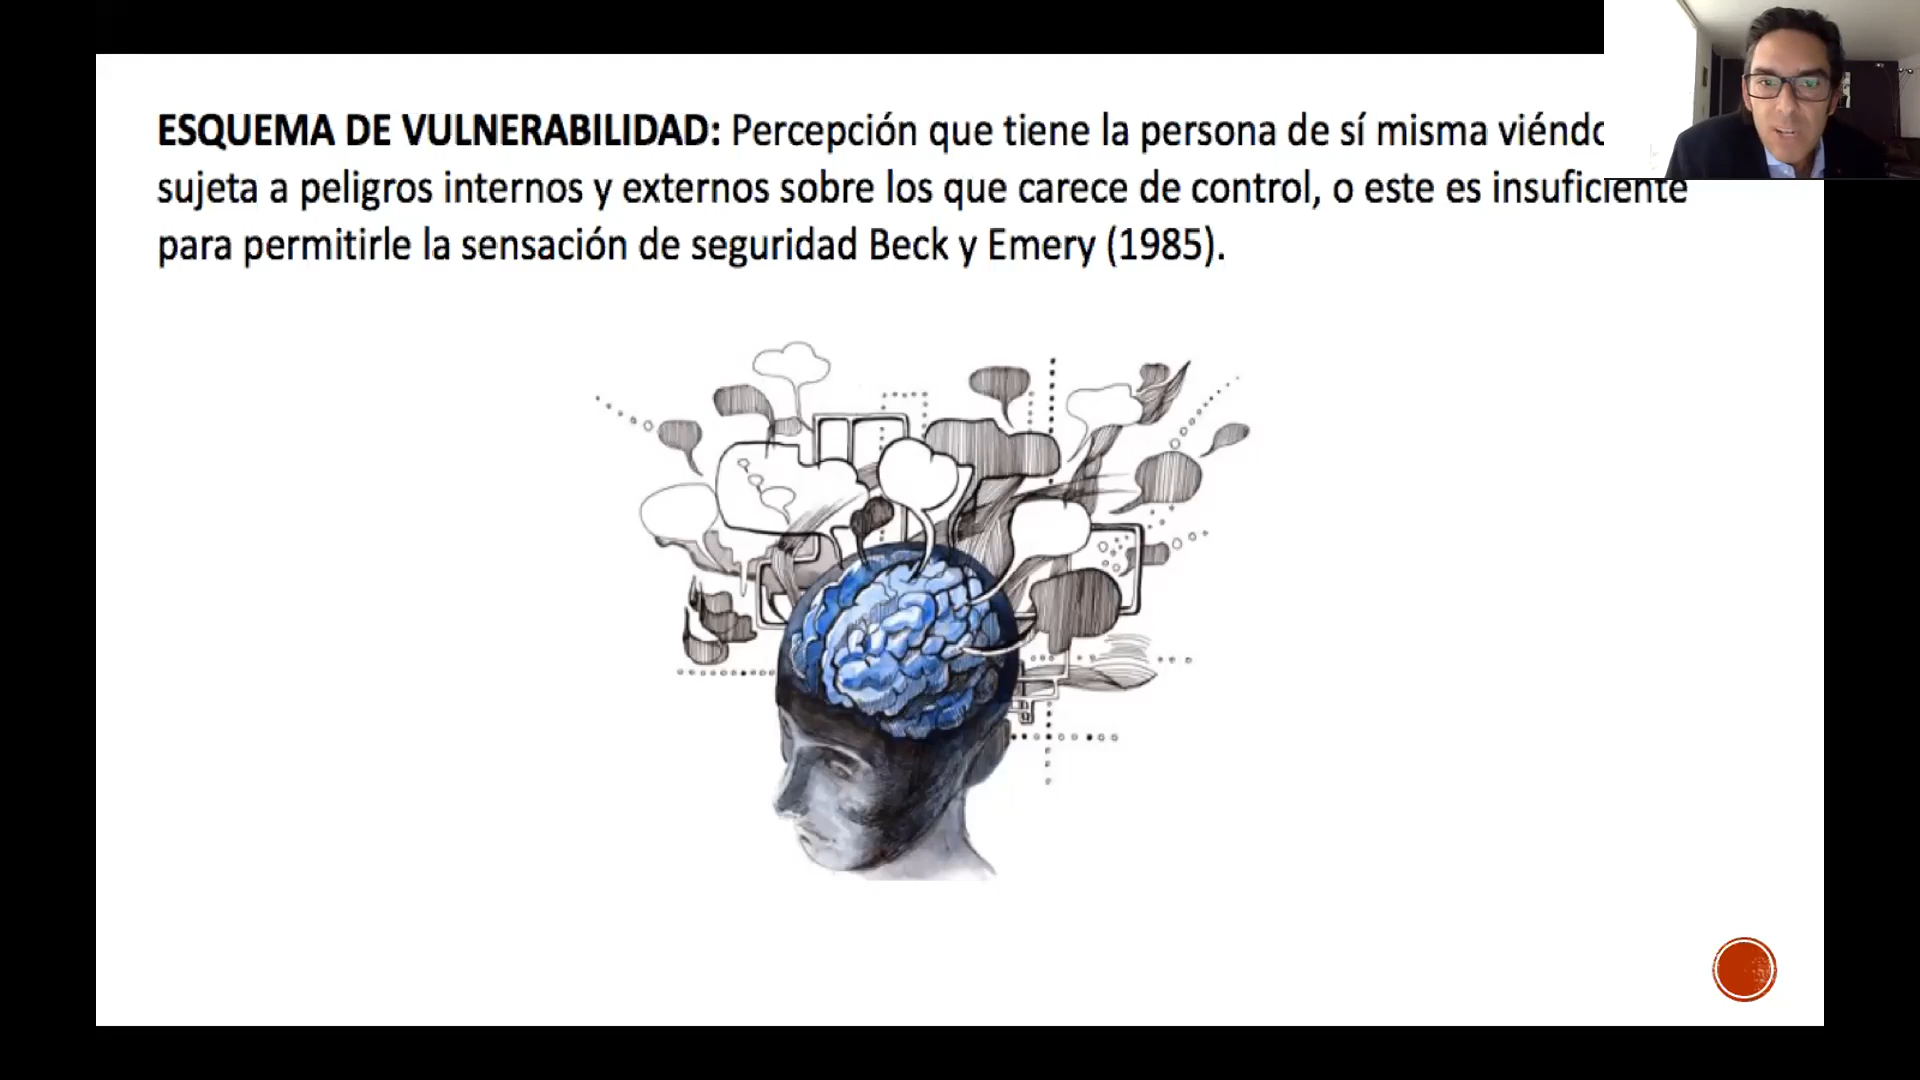 ESQUEMA DE VULNERABILIDAD: Percepción que tiene la persona de sí misma
sujeta a peligros internos y externos sobre los que carece de control, o este es insuficiente
para permitirle la sensación de seguridad Beck y Emery (1985).